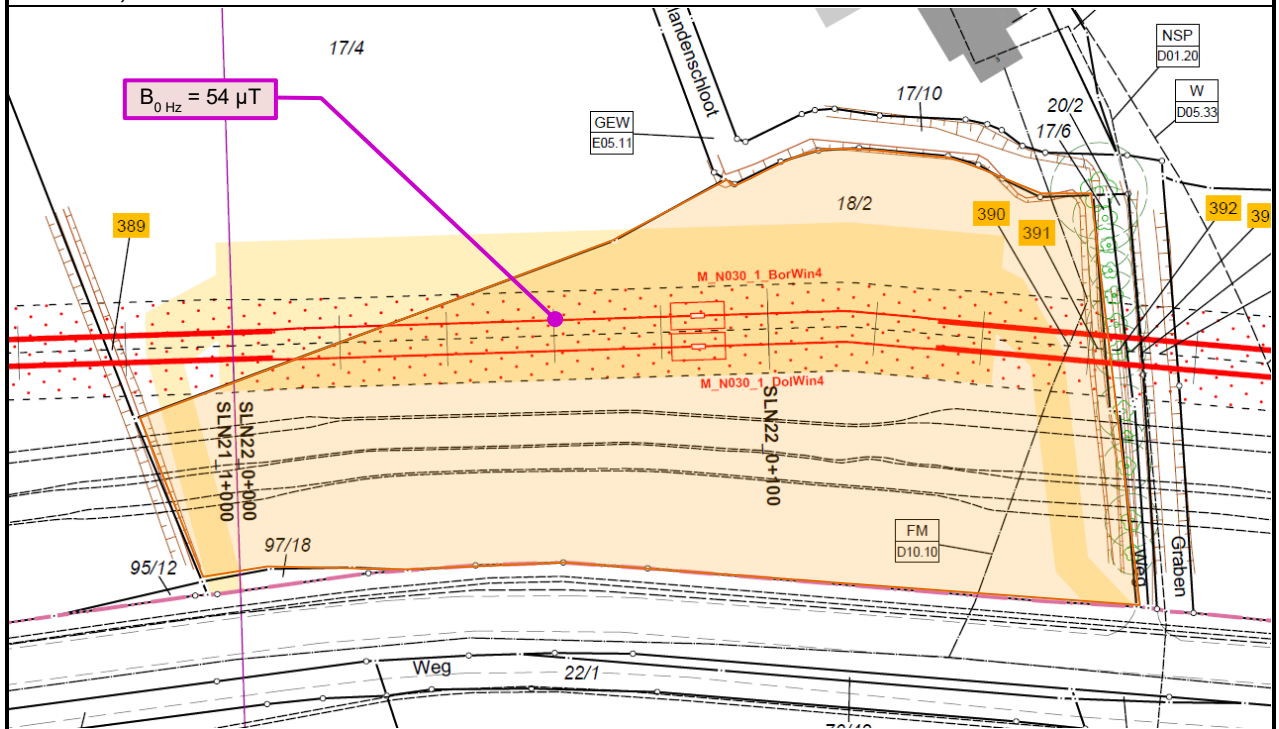 17/4
B0 Hz = 54 µT
GEW
E05.11
landenschloot
17/10
20/2
17/6
NSP
D01.20
W
D05.33
389
18/2
390
391
392
39
M_N030_1_BorWin4
M_N030_1_DolWin4
SLN21_1+000
SLN22_0+000
SLN22_0+100
FM
D10.10
95/12
97/18
Weg
Graben
Weg
22/1